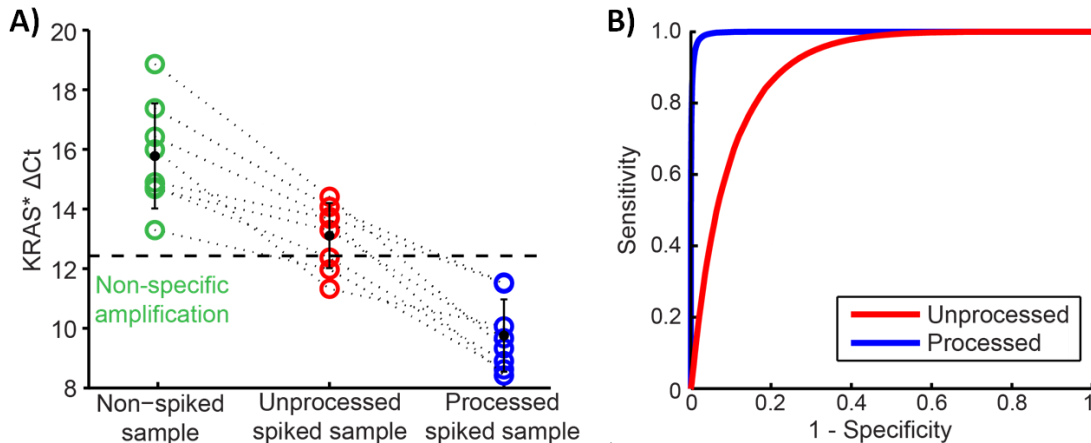 A)
KRAS* ΔCt
20
18
16
14
12
10
8
Non-specific
amplification
Non-spiked
sample
Unprocessed
spiked sample
Processed
spiked sample
B)
Sensitivity
1.0
0.8
0.6
0.4
0.2
0
0
0.2
0.4
0.6
0.8
1
1 - Specificity
Unprocessed
Processed